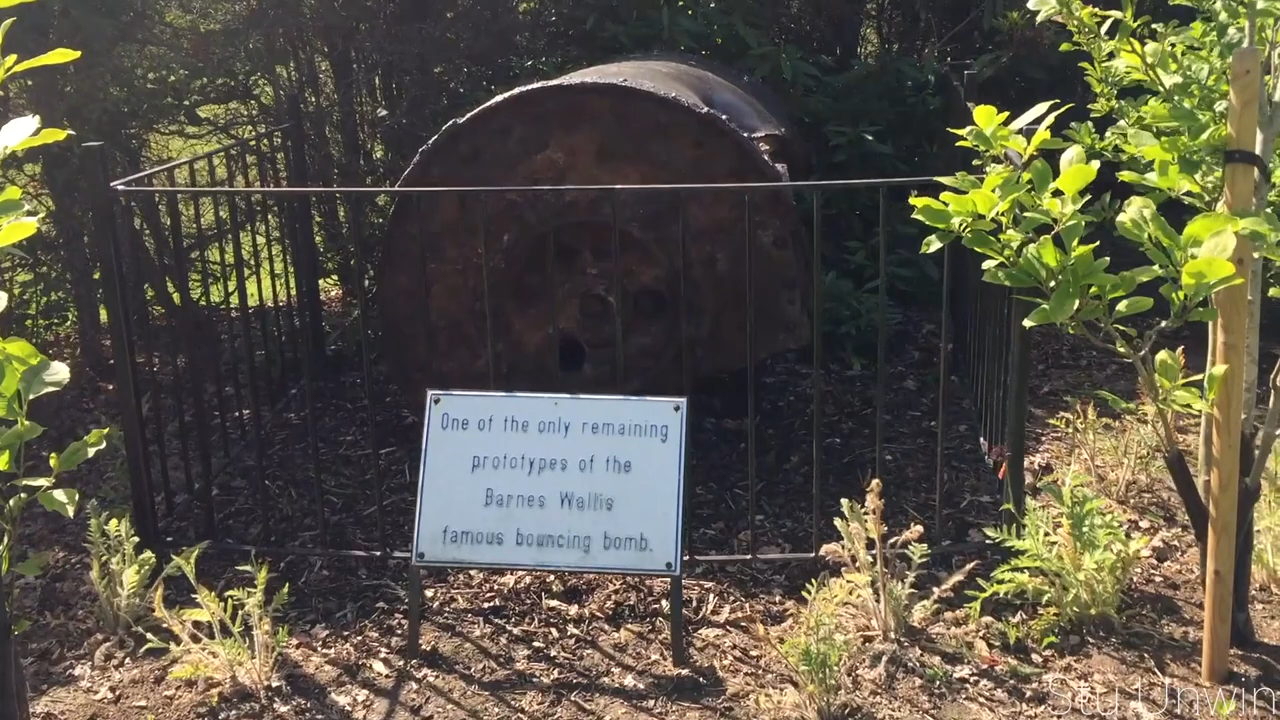 One of the only remaining
prototypes of the
Barnes Wallis
famous bouncing bomb.
Stu Unwin